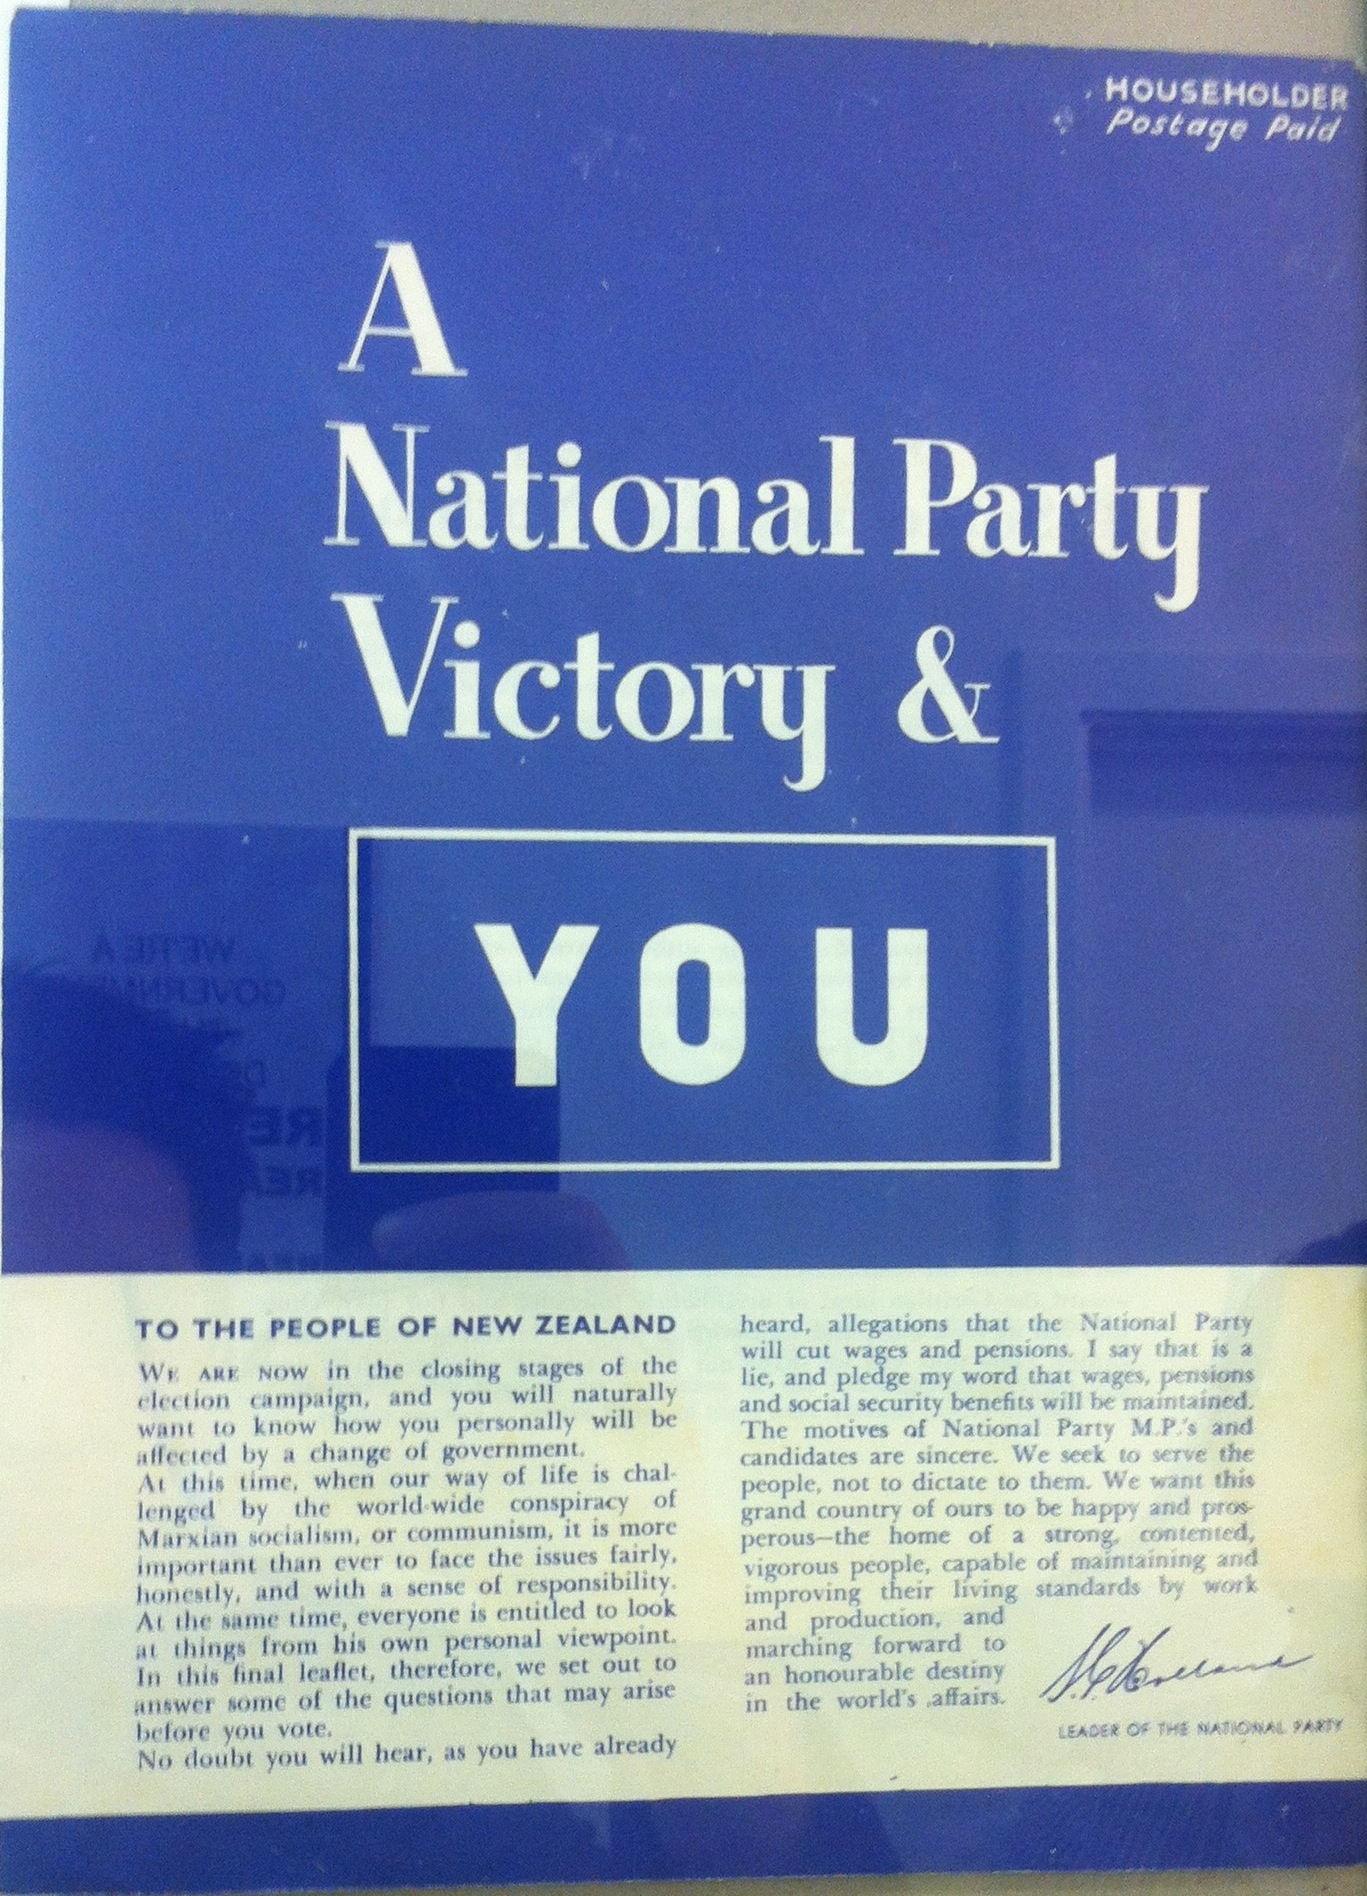 HOUSEHOLDER
Postage Paid
A
National Party
Victory &
YOU
TO THE PEOPLE OF NEW ZEALAND
WE ARE NOW in the closing stages of the
election campaign, and you will naturally
want to know how you personally will be
affected by a change of government.
At this time, when our way of life is chal-
lenged by the world-wide conspiracy of
Marxian socialism, or communism, it is more
important than ever to face the issues fairly,
honestly, and with a sense of responsibility.
At the same time, everyone is entitled to look
at things from his own personal viewpoint.
In this final leaflet, therefore, we set out to
answer some of the questions that may arise
before you vote.
No doubt you will hear, as you have already
heard, allegations that the National Party
will cut wages and pensions. I say that is a
lie, and pledge my word that wages, pensions
and social security benefits will be maintained.
The motives of National Party M.P.'s and
candidates are sincere. We seek to serve the
people, not to dictate to them. We want this
grand country of ours to be happy and pros-
perous—the home of a strong, contented,
vigorous people, capable of maintaining and
improving their living standards by work
and production, and
marching forward to
an honourable destiny
in the world's affairs.
S. G. Holland
LEADER OF THE NATIONAL PARTY
WE'RE A